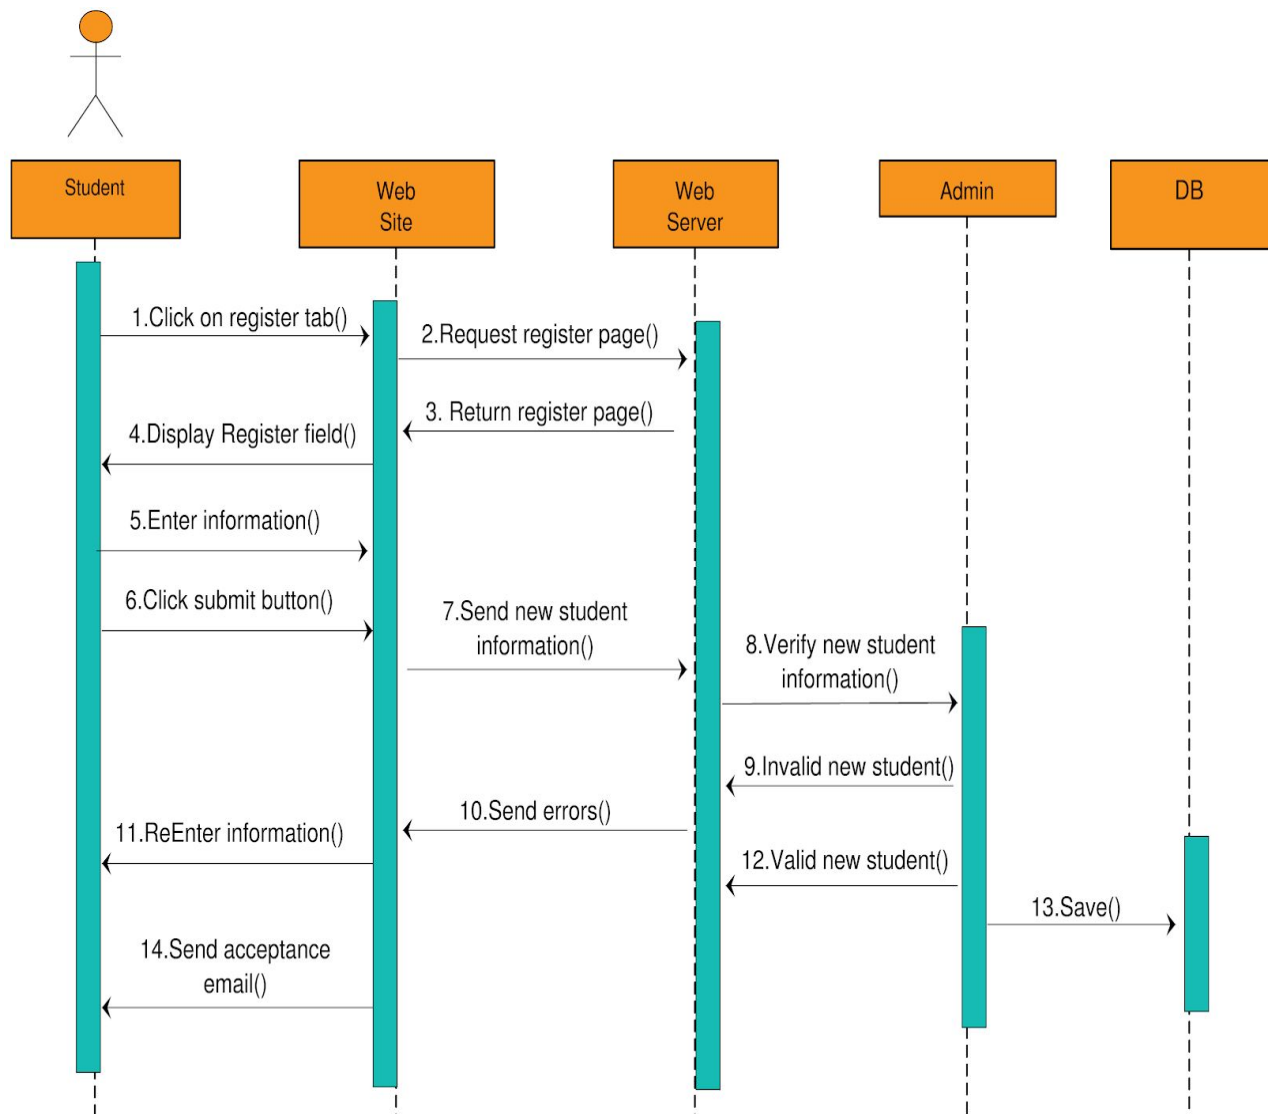 Student
Web
Site
Web
Server
Admin
DB
1.Click on register tab()
2.Request register page()
3. Return register page()
4.Display Register field()
5.Enter information()
6.Click submit button()
7.Send new student
information()
8.Verify new student
information()
9.Invalid new student()
10.Send errors()
11.ReEnter information()
12.Valid new student()
13.Save()
14.Send acceptance
email()